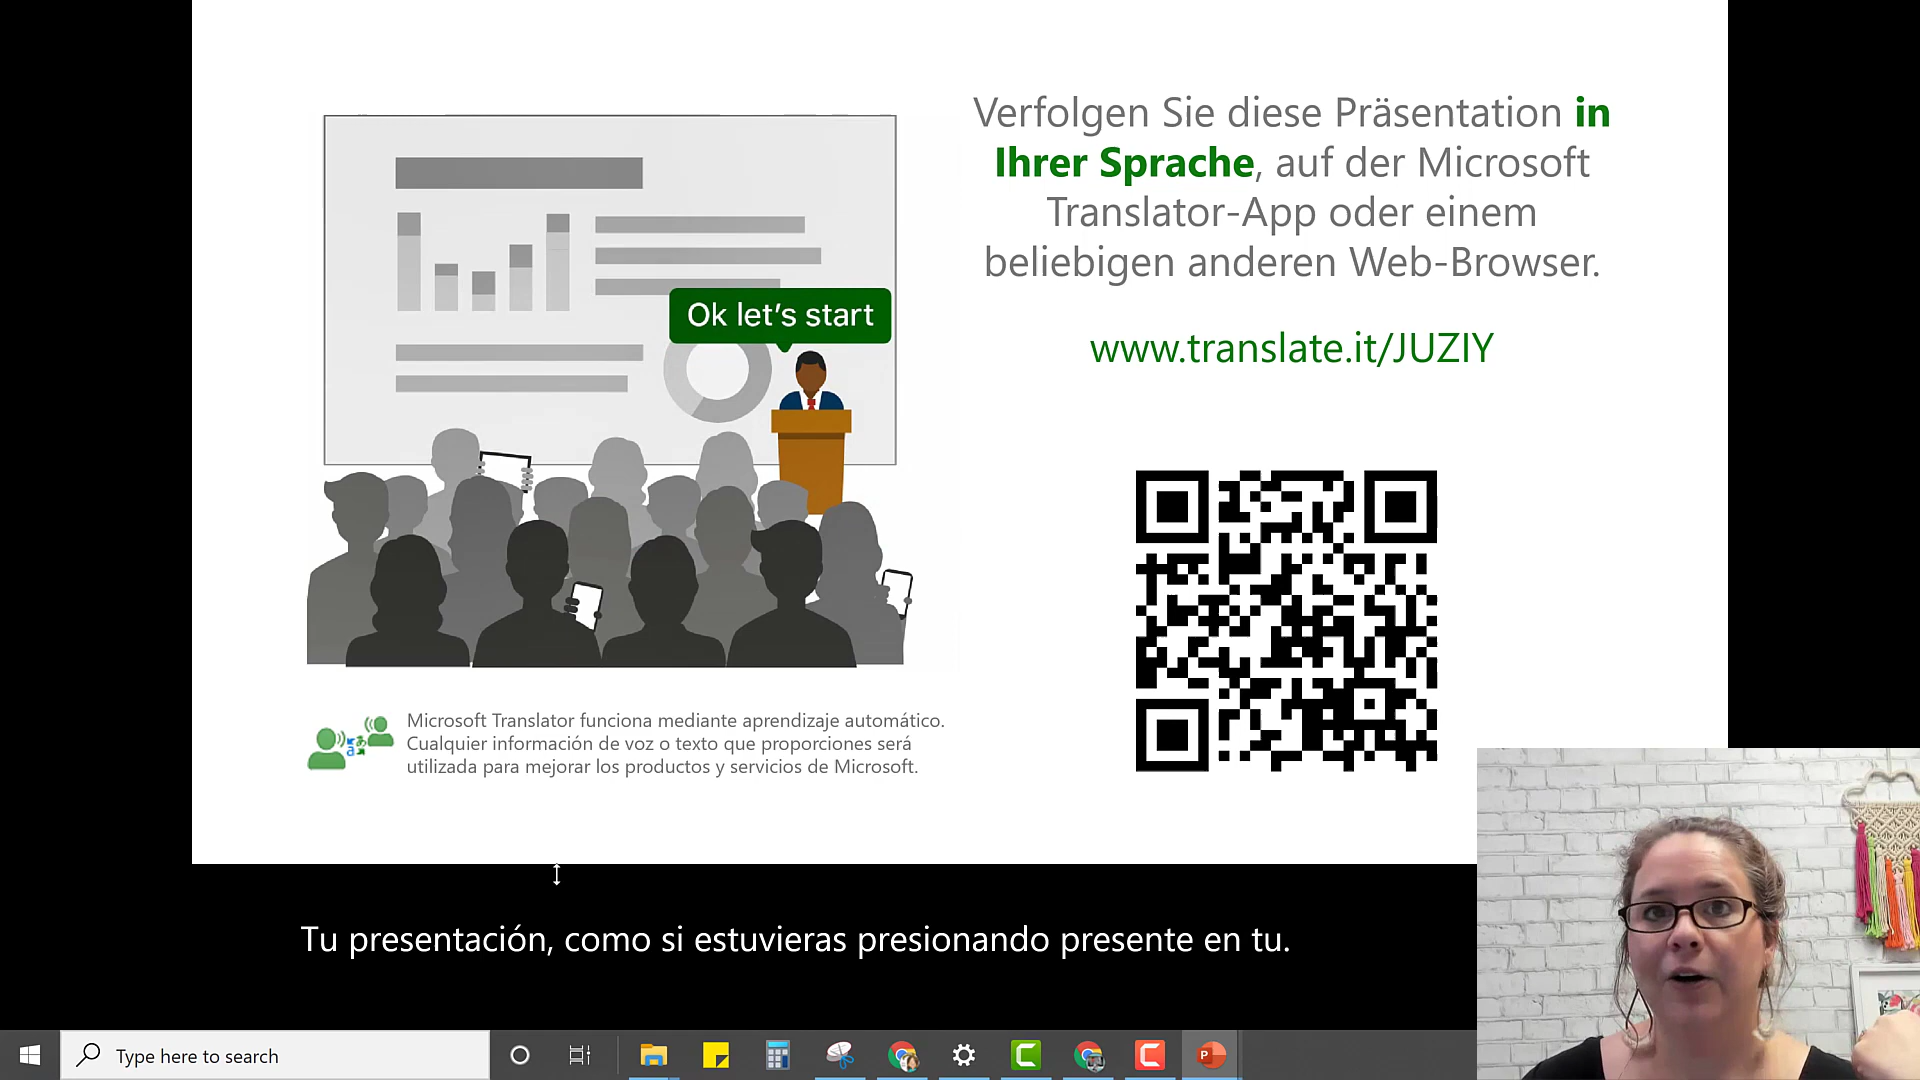 Verfolgen Sie diese Präsentation in
Ihrer Sprache, auf der Microsoft
Translator-App oder einem
beliebigen anderen Web-Browser.
www.translate.it/JUZIY
Ok let's start
Microsoft Translator funciona mediante aprendizaje automático.
Cualquier información de voz o texto que proporciones será
utilizada para mejorar los productos y servicios de Microsoft.
Tu presentación, como si estuvieras presionando presente en tu.
Type here to search